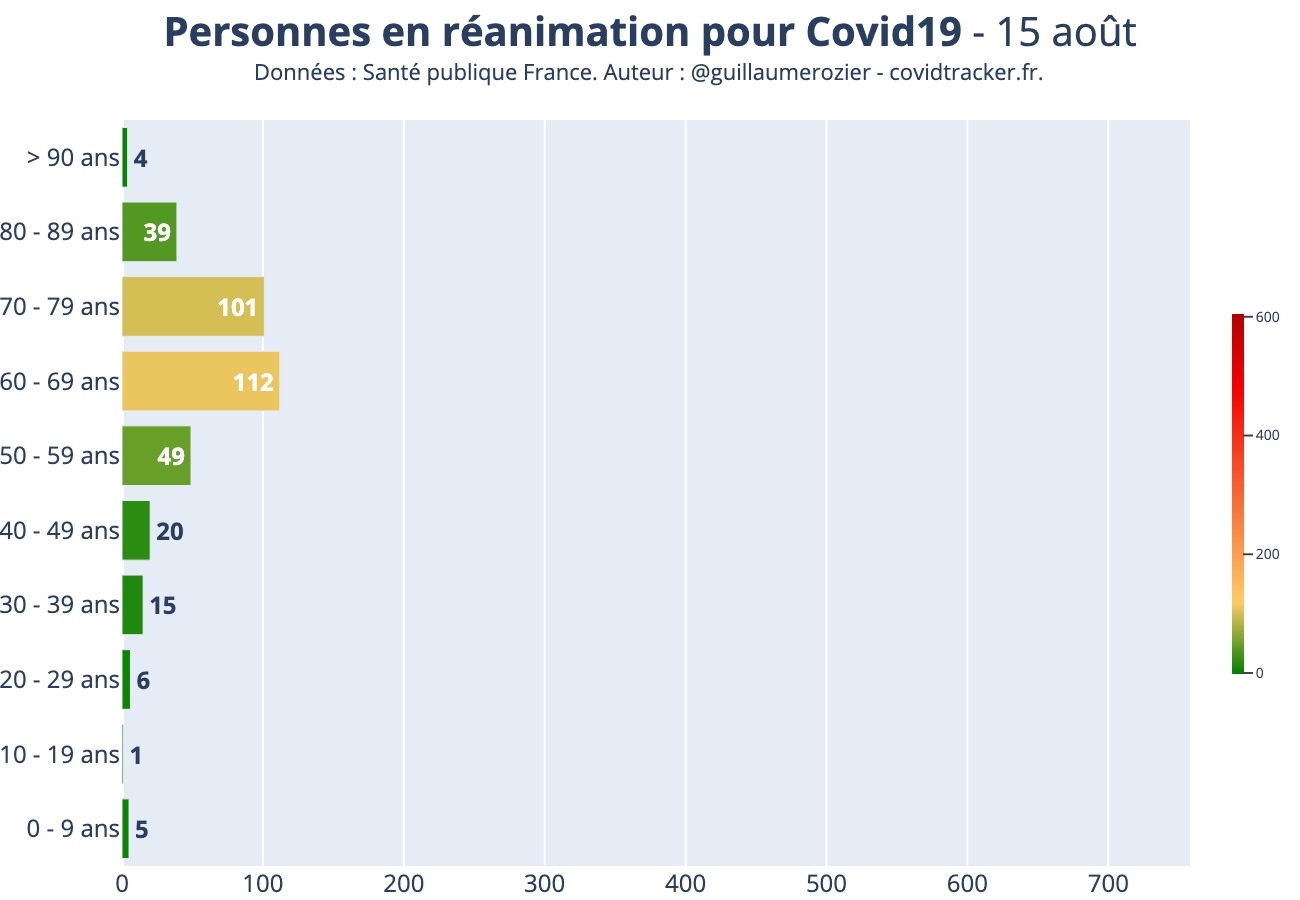 Personnes en réanimation pour Covid19 - 15 août
Données : Santé publique France. Auteur : @guillaumerozier - covidtracker.fr.
> 90 ans 4
80 - 89 ans 39
70 - 79 ans 101
60 - 69 ans 112
50 - 59 ans 49
40 - 49 ans 20
30 - 39 ans 15
20 - 29 ans 6
10 - 19 ans 1
0 - 9 ans 5
0 100 200 300 400 500 600 700
600
400
200
0